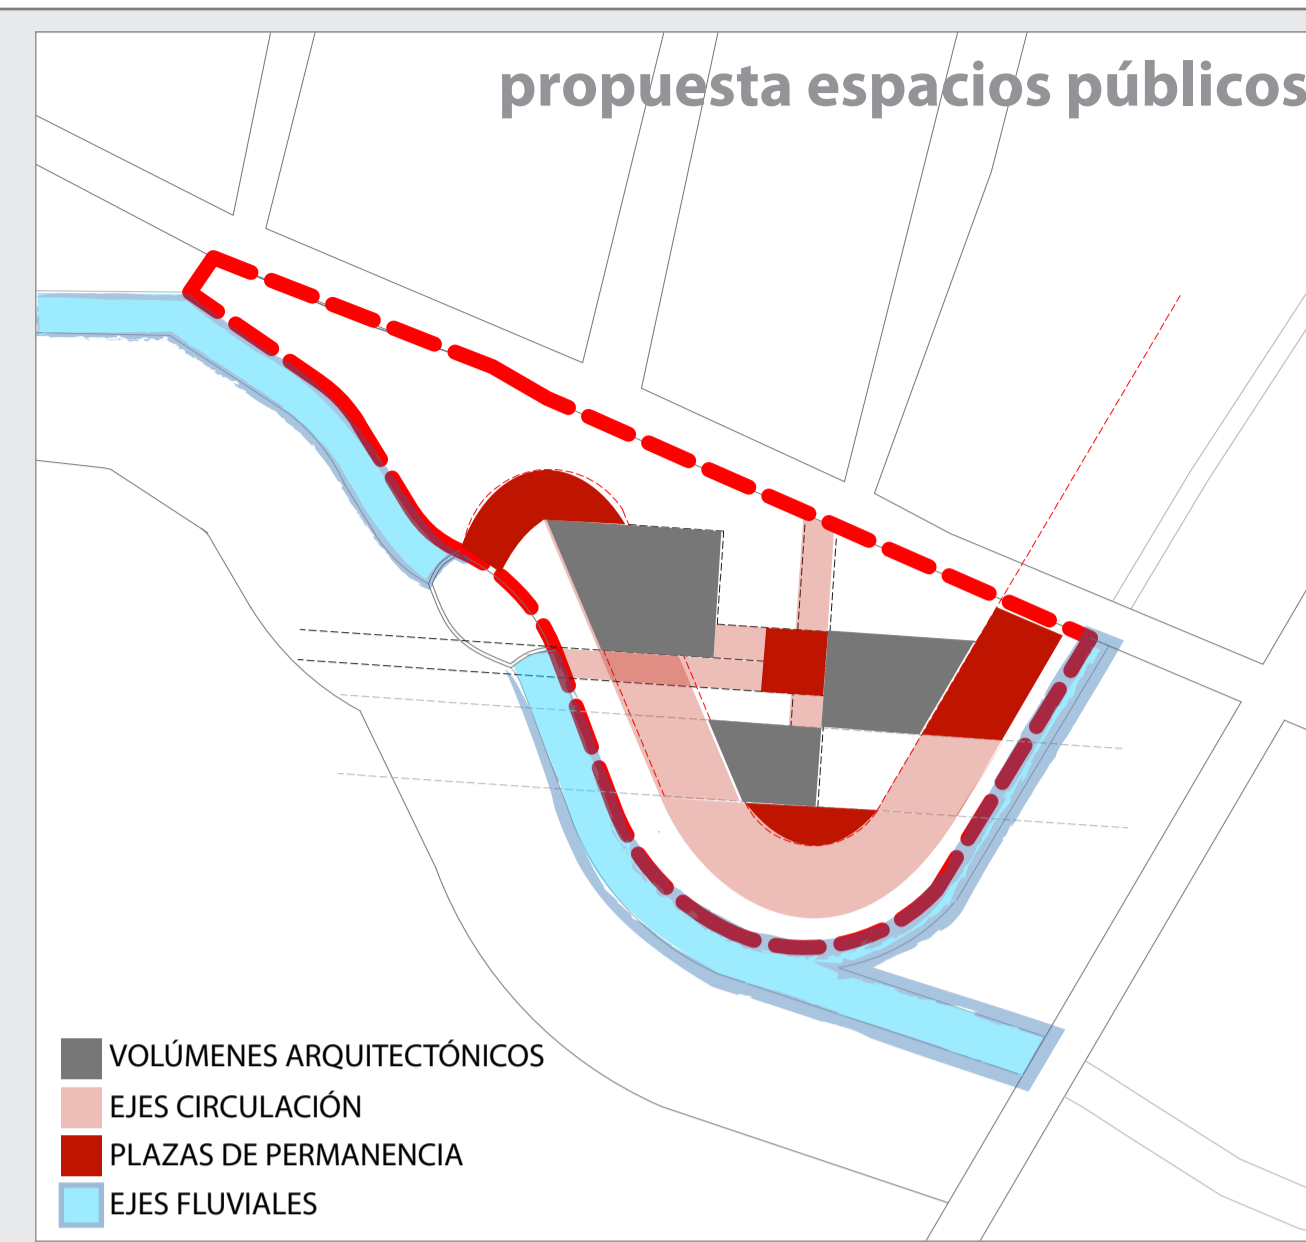 propuesta espacios públicos
VOLÚMENES ARQUITECTÓNICOS
EJES CIRCULACIÓN
PLAZAS DE PERMANENCIA
EJES FLUVIALES